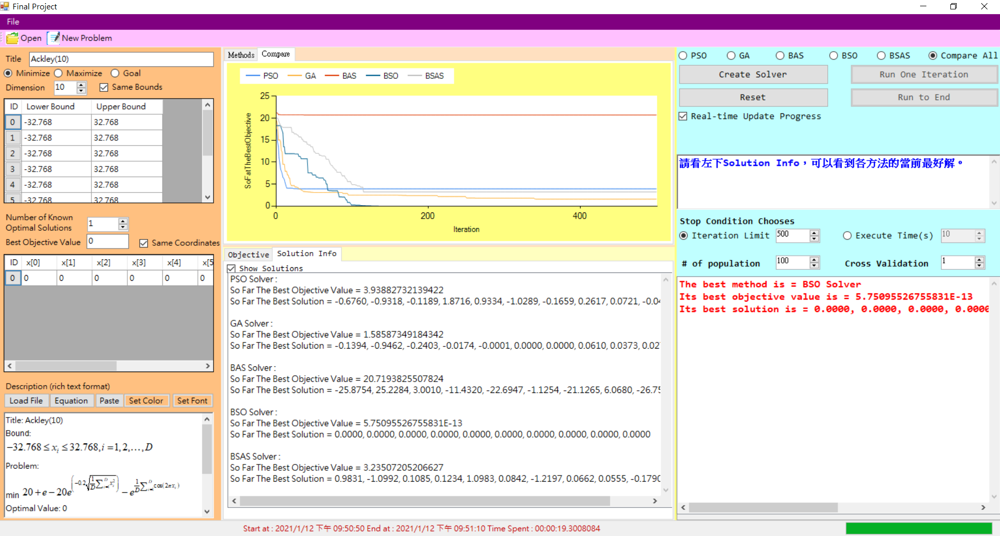 Final Project
File
Open New Problem
Title Ackley(10)
Minimize Maximize Goal
Dimension 10 Same Bounds
ID Lower Bound Upper Bound
0 -32.768 32.768
1 -32.768 32.768
2 -32.768 32.768
3 -32.768 32.768
4 -32.768 32.768
5 -32.768 32.768
Number of Known
Optimal Solutions 1
Best Objective Value 0 Same Coordinates
ID x[0] x[1] x[2] x[3] x[4] x[5
0 0 0 0 0 0 0
Description (rich text format)
Load File Equation Paste Set Color Set Font
Title: Ackley(10)
Bound:
−32.768 ≤ x_i ≤ 32.768, i = 1, 2, ..., D
Problem:
min 20 + e − 20e^(−0.2√(1/D ∑_{i=1}^{D} x_i^2)) − e^(1/D ∑_{i=1}^{D} cos(2πx_i))
Optimal Value: 0
Methods Compare
PSO GA BAS BSO BSAS
SoFatTheBestObjective
25
20
15
10
5
0
0 200 400
Iteration
Objective Solution Info
Show Solutions
PSO Solver :
So Far The Best Objective Value = 3.93882732139422
So Far The Best Solution = -0.6760, -0.9318, -0.1189, 1.8716, 0.9334, -1.0289, -0.1659, 0.2617, 0.0721, -0.04
GA Solver :
So Far The Best Objective Value = 1.58587349184342
So Far The Best Solution = -0.1394, -0.9462, -0.2403, -0.0174, -0.0001, 0.0000, 0.0000, 0.0610, 0.0373, 0.02
BAS Solver :
So Far The Best Objective Value = 20.7193825507824
So Far The Best Solution = -25.8754, 25.2284, 3.0010, -11.4320, -22.6947, -1.1254, -21.1265, 6.0680, -26.75
BSO Solver :
So Far The Best Objective Value = 5.75095526755831E-13
So Far The Best Solution = 0.0000, 0.0000, 0.0000, 0.0000, 0.0000, 0.0000, 0.0000, 0.0000, 0.0000, 0.0000
BSAS Solver :
So Far The Best Objective Value = 3.23507205206627
So Far The Best Solution = 0.9831, -1.0992, 0.1085, 0.1234, 1.0983, 0.0842, -1.2197, 0.0662, 0.0555, -0.1790
PSO GA BAS BSO BSAS Compare All
Create Solver Run One Iteration
Reset Run to End
Real-time Update Progress
請看左下Solution Info，可以看到各方法的當前最好解。
Stop Condition Chooses
Iteration Limit 500 Execute Time(s) 10
# of population 100 Cross Validation 1
The best method is = BSO Solver
Its best objective value is = 5.75095526755831E-13
Its best solution is = 0.0000, 0.0000, 0.0000, 0.0000
Start at : 2021/1/12 下午 09:50:50 End at : 2021/1/12 下午 09:51:10 Time Spent : 00:00:19.3008084